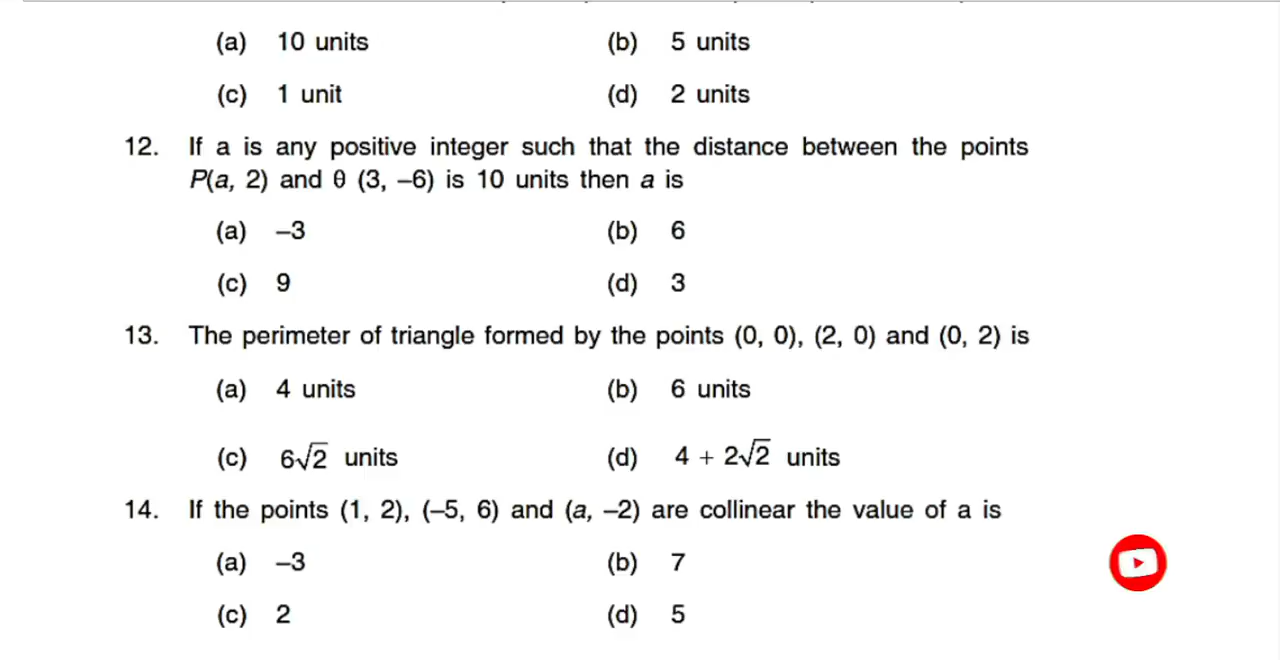 (a) 10 units (b) 5 units
(c) 1 unit (d) 2 units
12. If a is any positive integer such that the distance between the points
P(a, 2) and θ (3, –6) is 10 units then a is
(a) –3 (b) 6
(c) 9 (d) 3
13. The perimeter of triangle formed by the points (0, 0), (2, 0) and (0, 2) is
(a) 4 units (b) 6 units
(c) 6√2 units (d) 4 + 2√2 units
14. If the points (1, 2), (–5, 6) and (a, –2) are collinear the value of a is
(a) –3 (b) 7
(c) 2 (d) 5